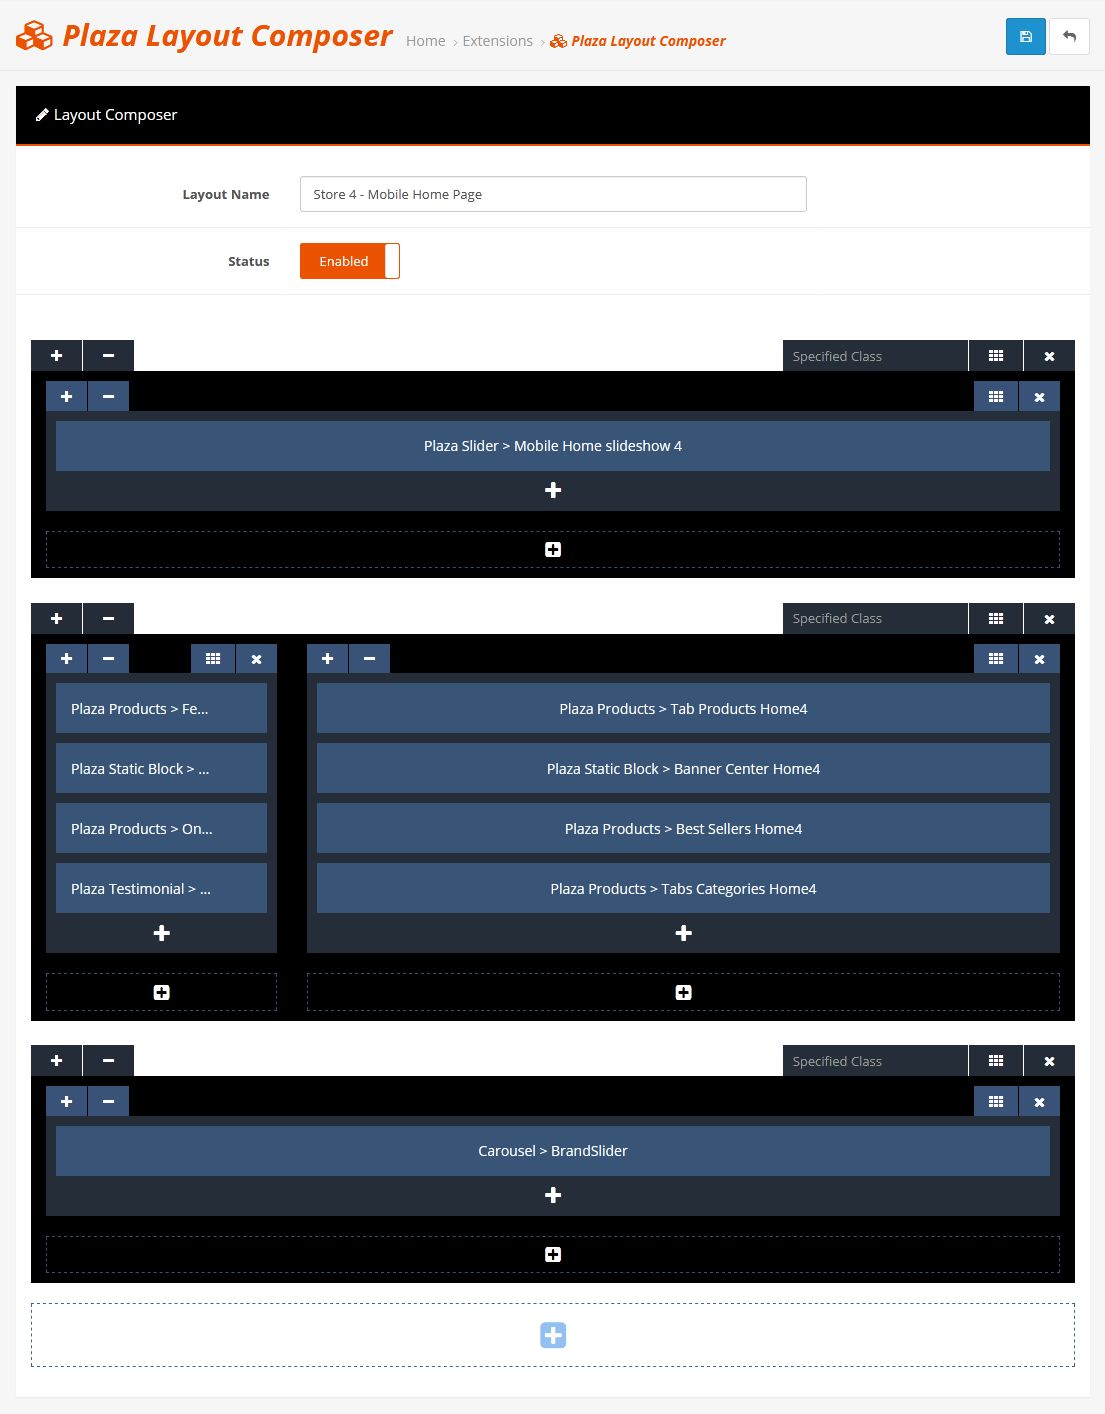 Plaza Layout Composer
Home › Extensions › Plaza Layout Composer
Layout Composer
Layout Name
Store 4 - Mobile Home Page
Status
Enabled
Specified Class
Plaza Slider > Mobile Home slideshow 4
Specified Class
Plaza Products > Fe...
Plaza Static Block > ...
Plaza Products > On...
Plaza Testimonial > ...
Plaza Products > Tab Products Home4
Plaza Static Block > Banner Center Home4
Plaza Products > Best Sellers Home4
Plaza Products > Tabs Categories Home4
Specified Class
Carousel > BrandSlider